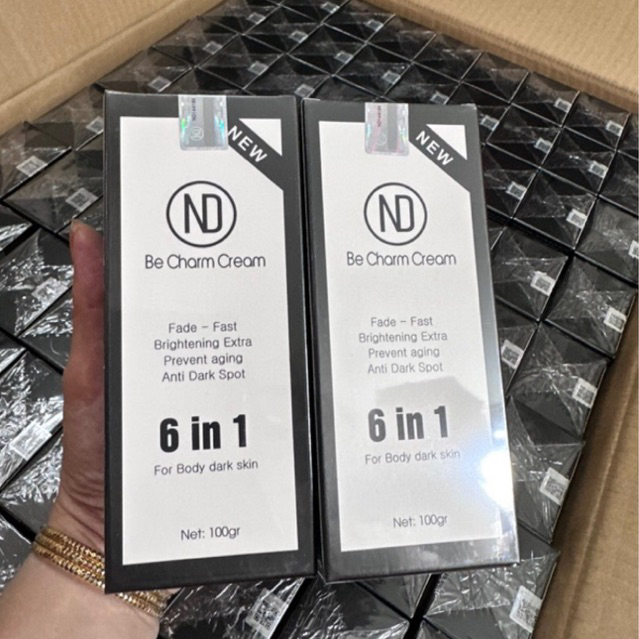 NEW
ND
Be Charm Cream
Fade - Fast
Brightening Extra
Prevent aging
Anti Dark Spot
6 in 1
For Body dark skin
Net: 100gr
NEW
ND
Be Charm Cream
Fade - Fast
Brightening Extra
Prevent aging
Anti Dark Spot
6 in 1
For Body dark skin
Net: 100gr